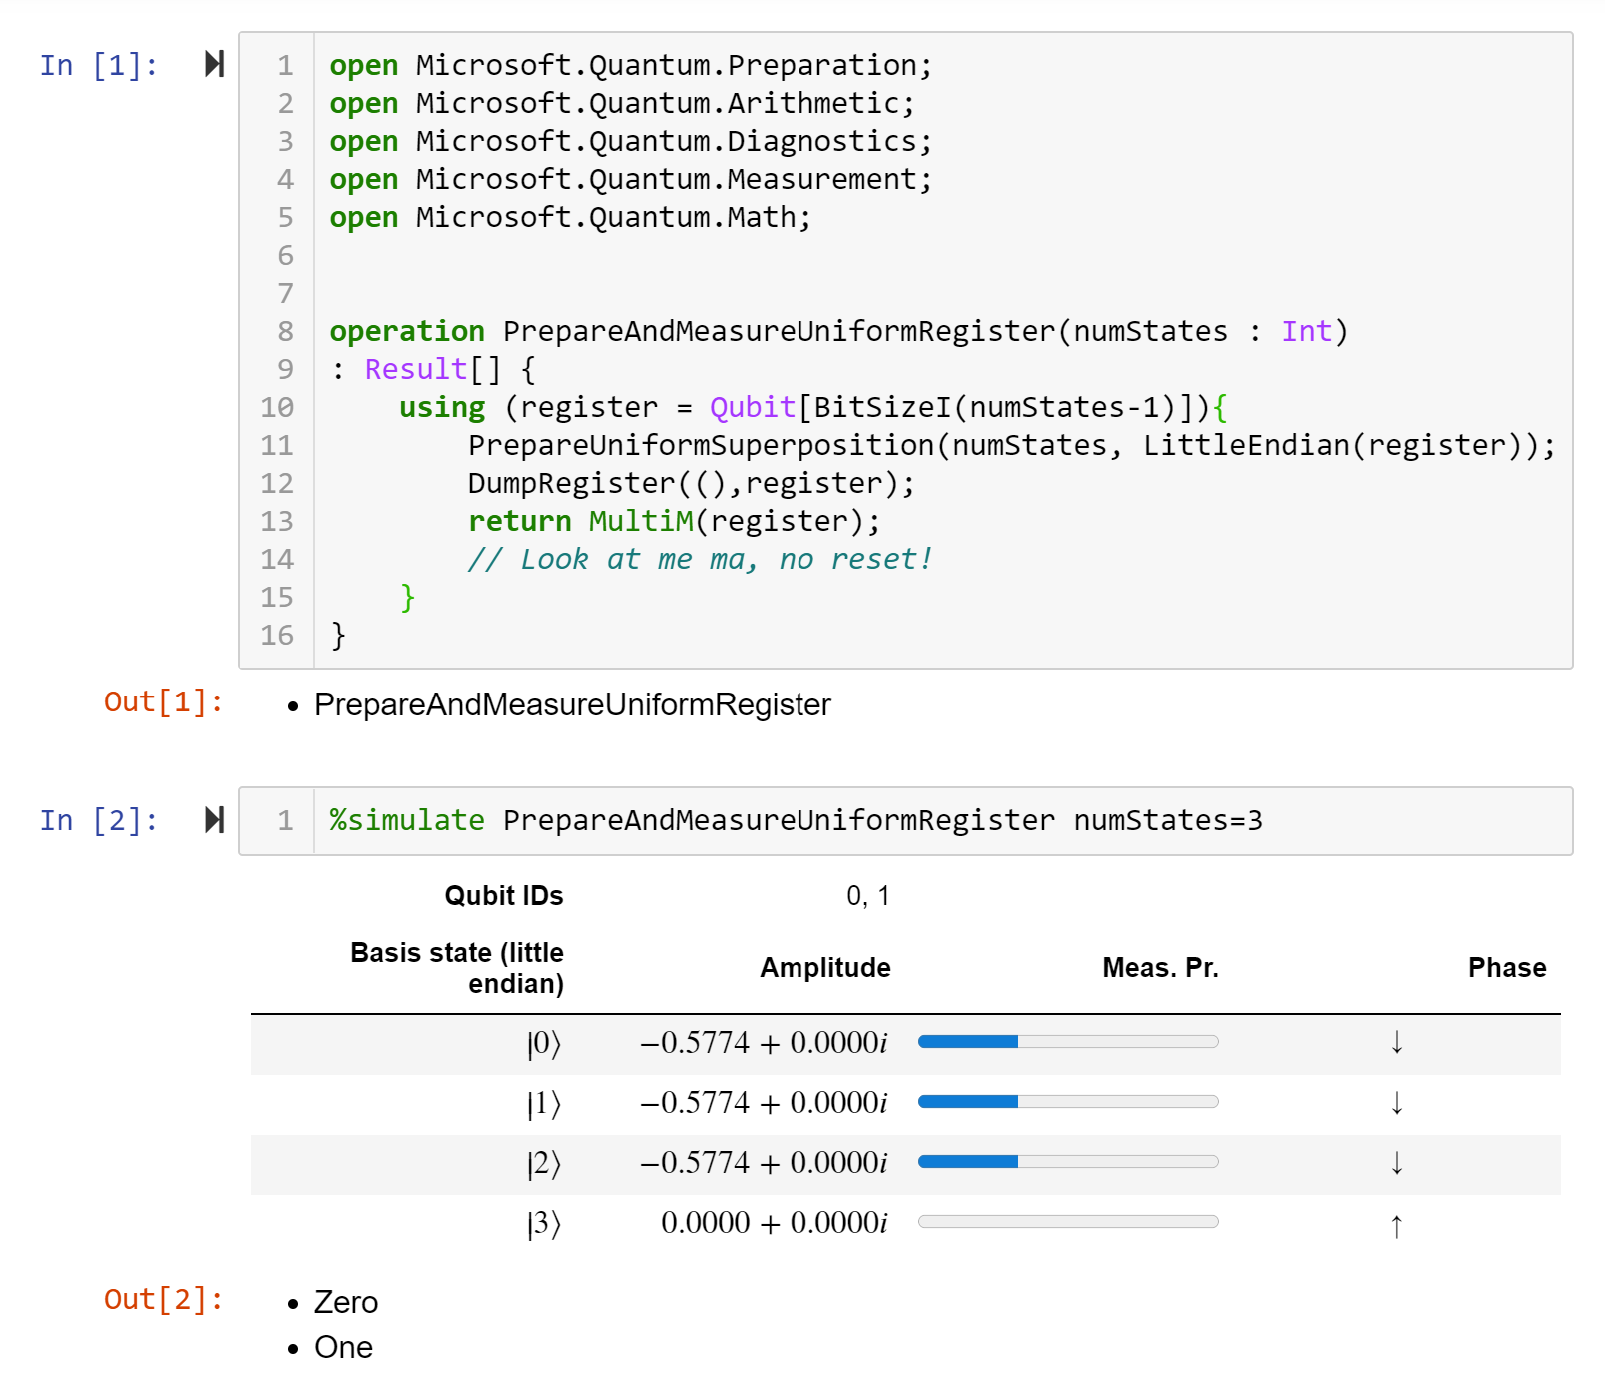 In [1]:
1 open Microsoft.Quantum.Preparation;
2 open Microsoft.Quantum.Arithmetic;
3 open Microsoft.Quantum.Diagnostics;
4 open Microsoft.Quantum.Measurement;
5 open Microsoft.Quantum.Math;
6
7
8 operation PrepareAndMeasureUniformRegister(numStates : Int)
9 : Result[] {
10     using (register = Qubit[BitSizeI(numStates-1)]){
11         PrepareUniformSuperposition(numStates, LittleEndian(register));
12         DumpRegister((),register);
13         return MultiM(register);
14         // Look at me ma, no reset!
15     }
16 }
Out[1]:
• PrepareAndMeasureUniformRegister
In [2]:
1 %simulate PrepareAndMeasureUniformRegister numStates=3
Qubit IDs 0, 1
Basis state (little
endian) Amplitude Meas. Pr. Phase
|0⟩ −0.5774 + 0.0000i ↓
|1⟩ −0.5774 + 0.0000i ↓
|2⟩ −0.5774 + 0.0000i ↓
|3⟩ 0.0000 + 0.0000i ↑
Out[2]:
• Zero
• One